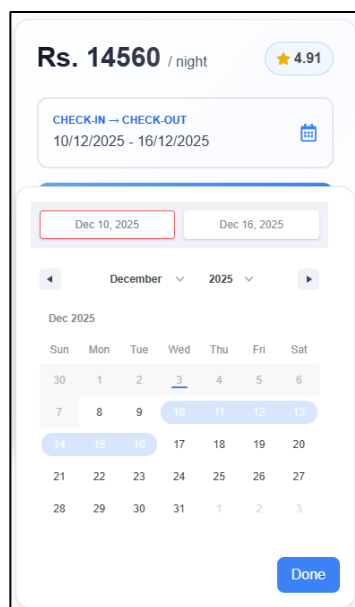 Rs. 14560 / night ★ 4.91
CHECK-IN → CHECK-OUT
10/12/2025 - 16/12/2025
Dec 10, 2025 Dec 16, 2025
December 2025
Dec 2025
Sun Mon Tue Wed Thu Fri Sat
30 1 2 3 4 5 6
7 8 9 10 11 12 13
14 15 16 17 18 19 20
21 22 23 24 25 26 27
28 29 30 31 1 2 3
Done